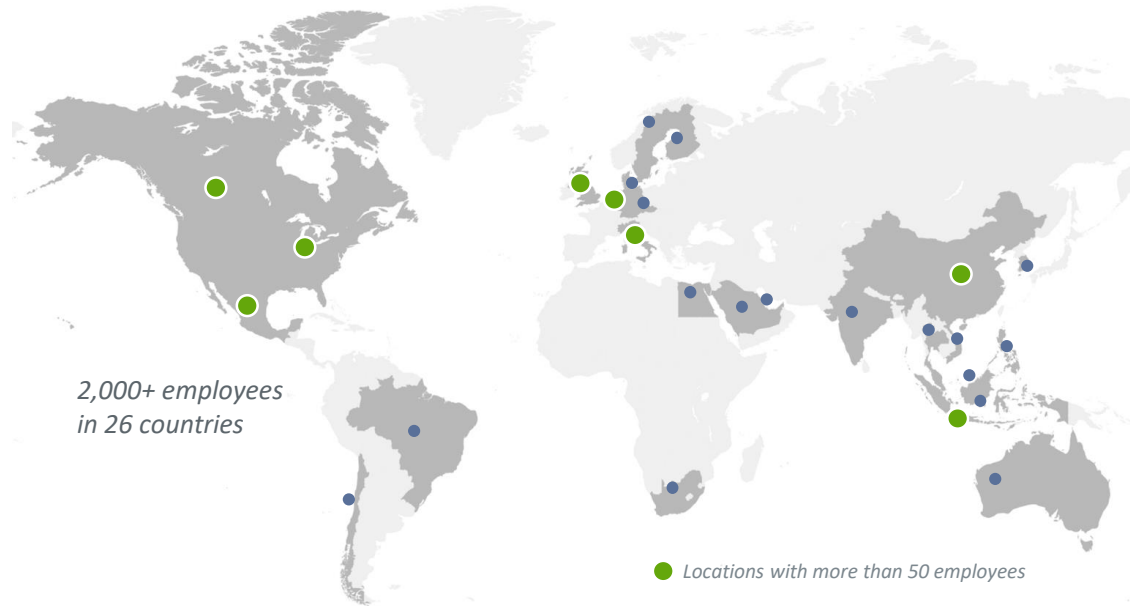 2,000+ employees
in 26 countries
Locations with more than 50 employees